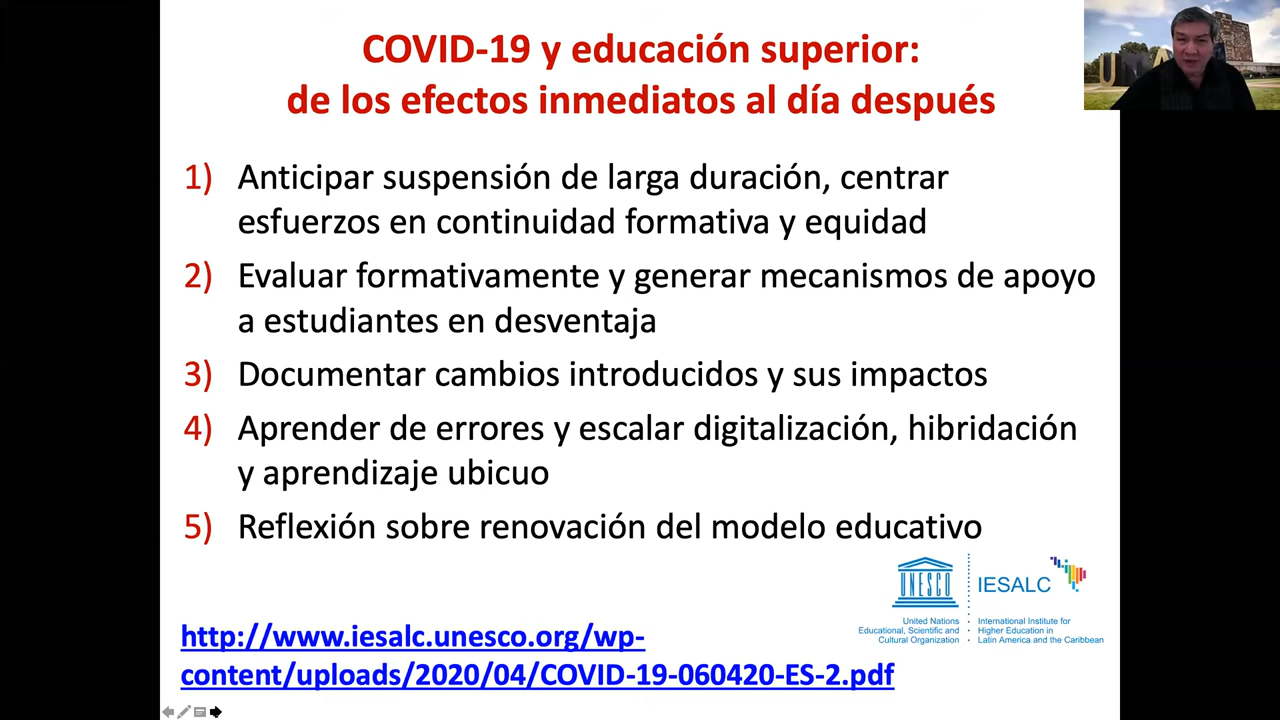 COVID-19 y educación superior:
de los efectos inmediatos al día después
1) Anticipar suspensión de larga duración, centrar
esfuerzos en continuidad formativa y equidad
2) Evaluar formativamente y generar mecanismos de apoyo
a estudiantes en desventaja
3) Documentar cambios introducidos y sus impactos
4) Aprender de errores y escalar digitalización, hibridación
y aprendizaje ubicuo
5) Reflexión sobre renovación del modelo educativo
UNESCO
IESALC
United Nations
Educational, Scientific and
Cultural Organization
International Institute for
Higher Education in
Latin America and the Caribbean
http://www.iesalc.unesco.org/wp-
content/uploads/2020/04/COVID-19-060420-ES-2.pdf